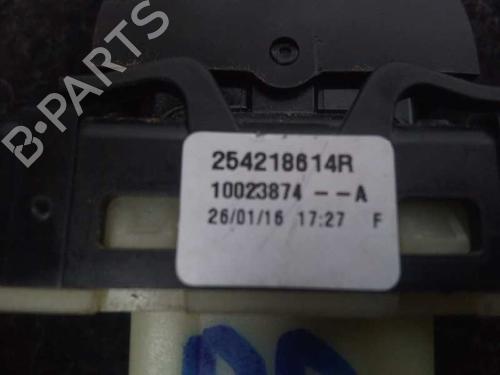 B-PARTS
254218614R
10023874 --A
26/01/16 17:27 F